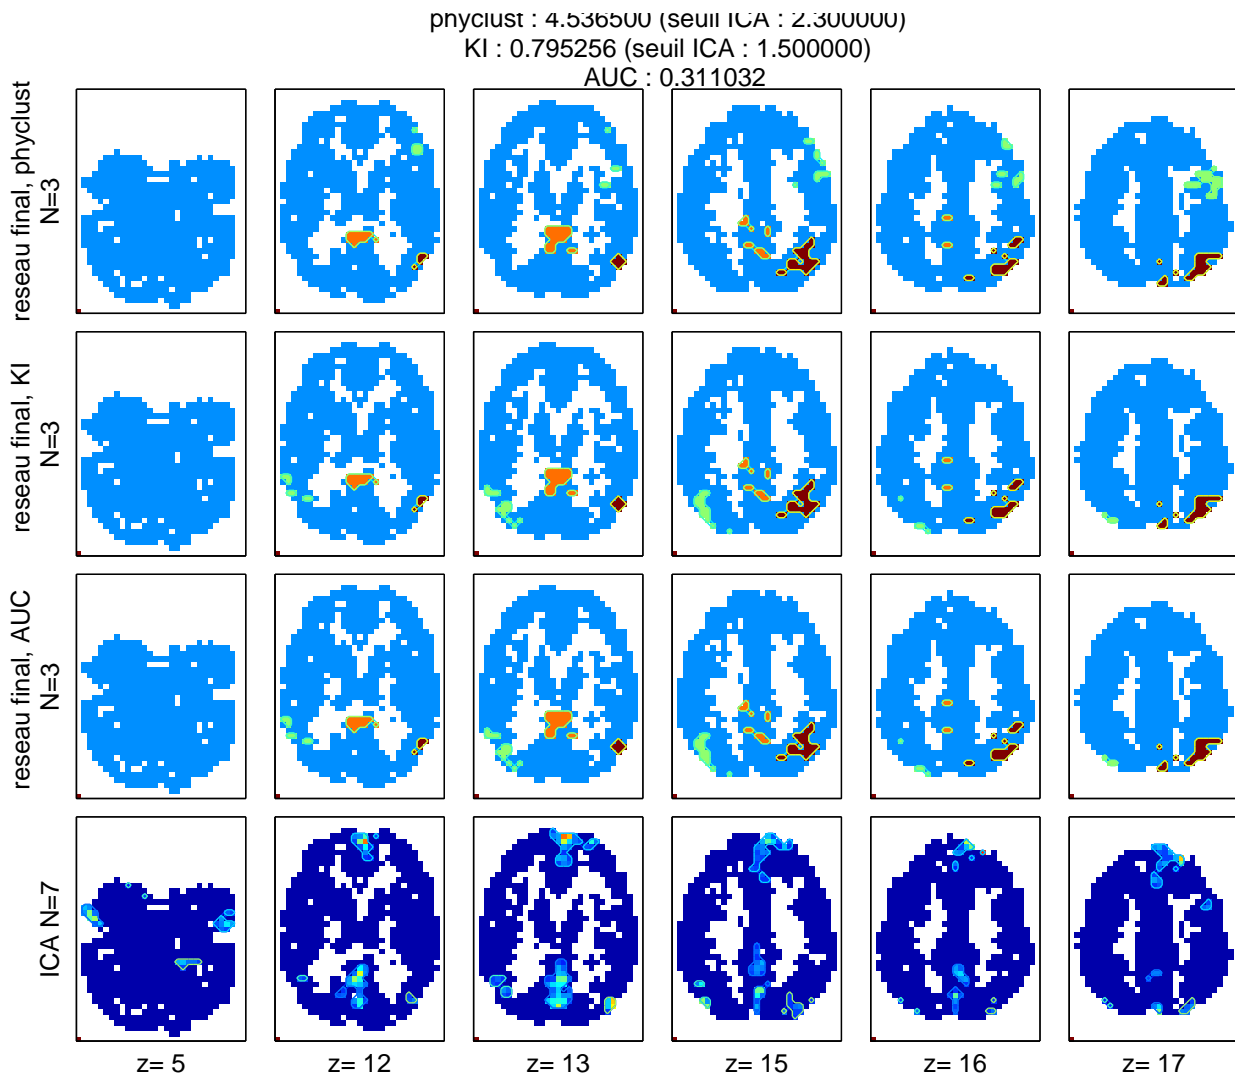 phyclust : 4.536500 (seuil ICA : 2.300000)
KI : 0.795256 (seuil ICA : 1.500000)
AUC : 0.311032
reseau final, phyclust
N=3
reseau final, KI
N=3
reseau final, AUC
N=3
ICA N=7
z= 5
z= 12
z= 13
z= 15
z= 16
z= 17